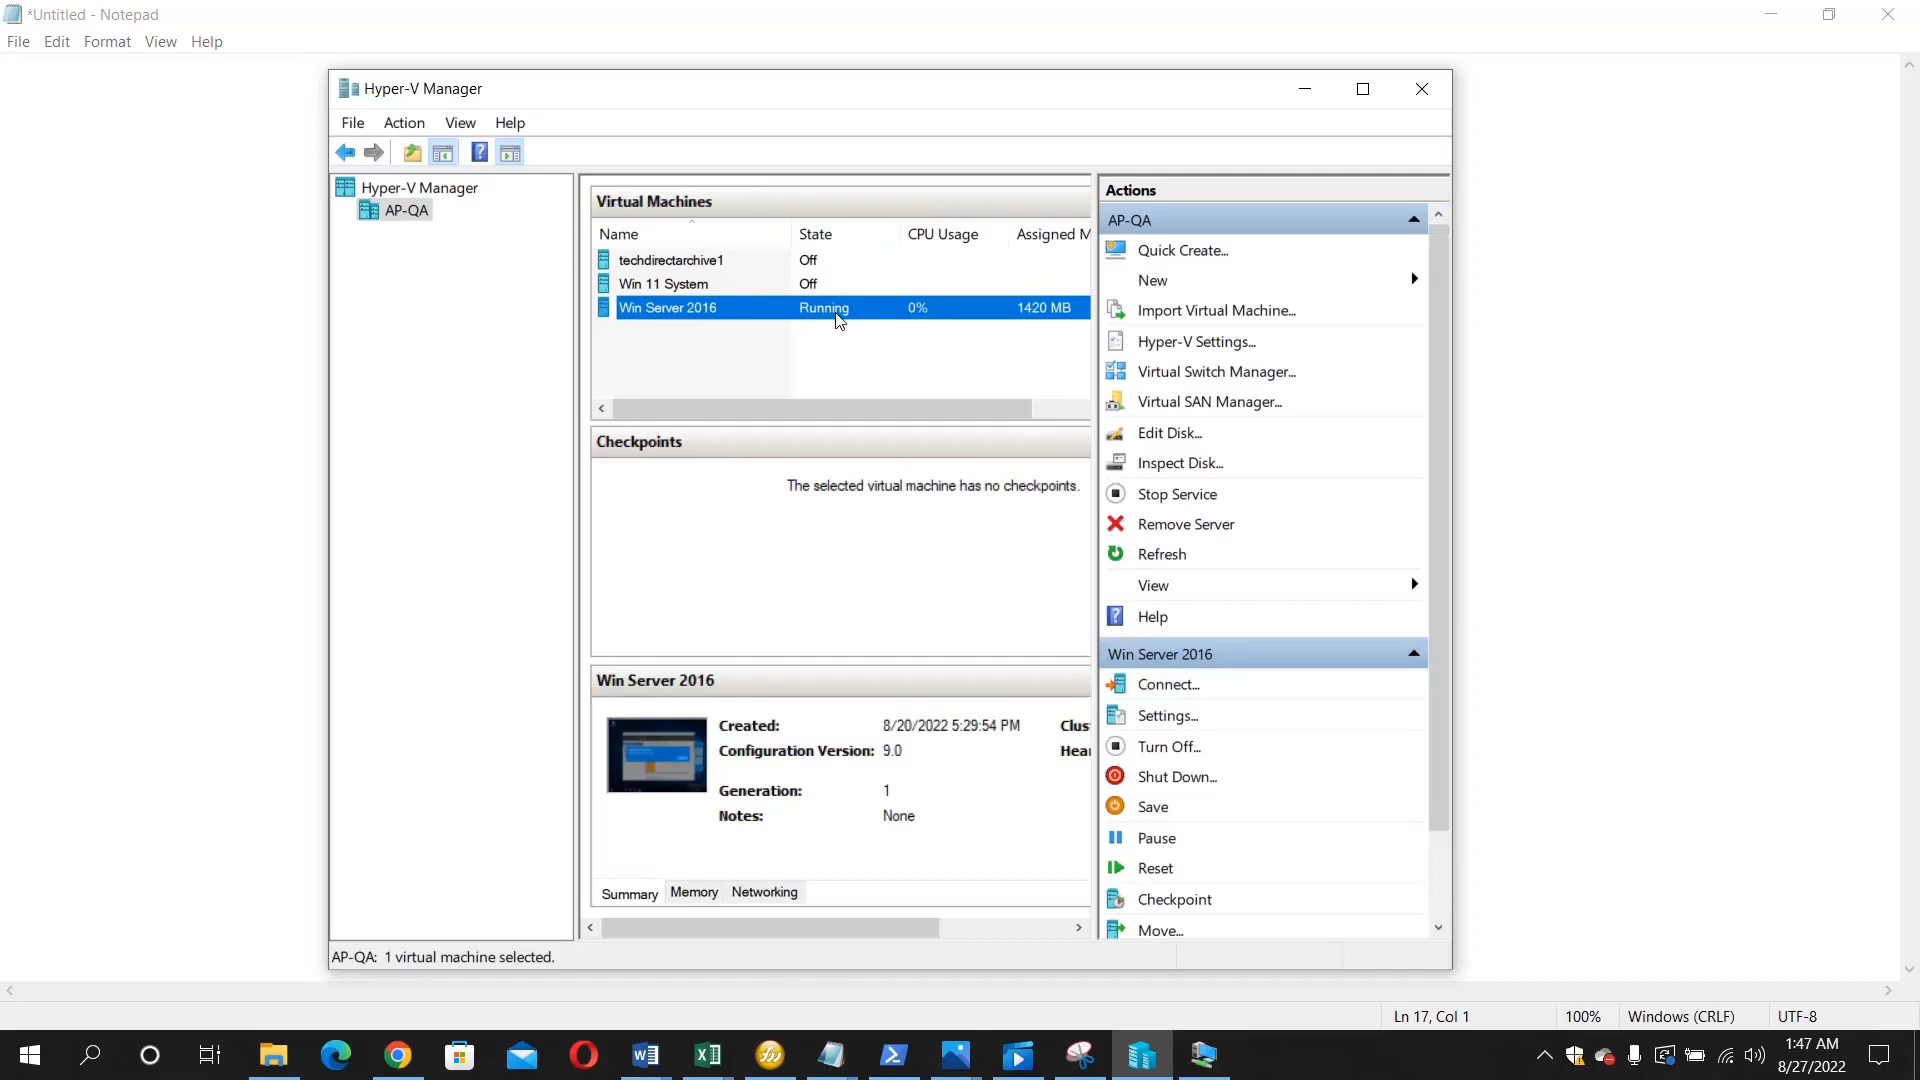 *Untitled - Notepad
File Edit Format View Help
Hyper-V Manager
File Action View Help
Hyper-V Manager
AP-QA
Virtual Machines
Name State CPU Usage Assigned M
techdirectarchive1 Off
Win 11 System Off
Win Server 2016 Running 0% 1420 MB
Checkpoints
The selected virtual machine has no checkpoints.
Win Server 2016
Created: 8/20/2022 5:29:54 PM Clus
Configuration Version: 9.0 Hear
Generation: 1
Notes: None
Summary Memory Networking
Actions
AP-QA
Quick Create...
New
Import Virtual Machine...
Hyper-V Settings...
Virtual Switch Manager...
Virtual SAN Manager...
Edit Disk...
Inspect Disk...
Stop Service
Remove Server
Refresh
View
Help
Win Server 2016
Connect...
Settings...
Turn Off...
Shut Down...
Save
Pause
Reset
Checkpoint
Move...
AP-QA: 1 virtual machine selected.
Ln 17, Col 1 100% Windows (CRLF) UTF-8
1:47 AM
8/27/2022